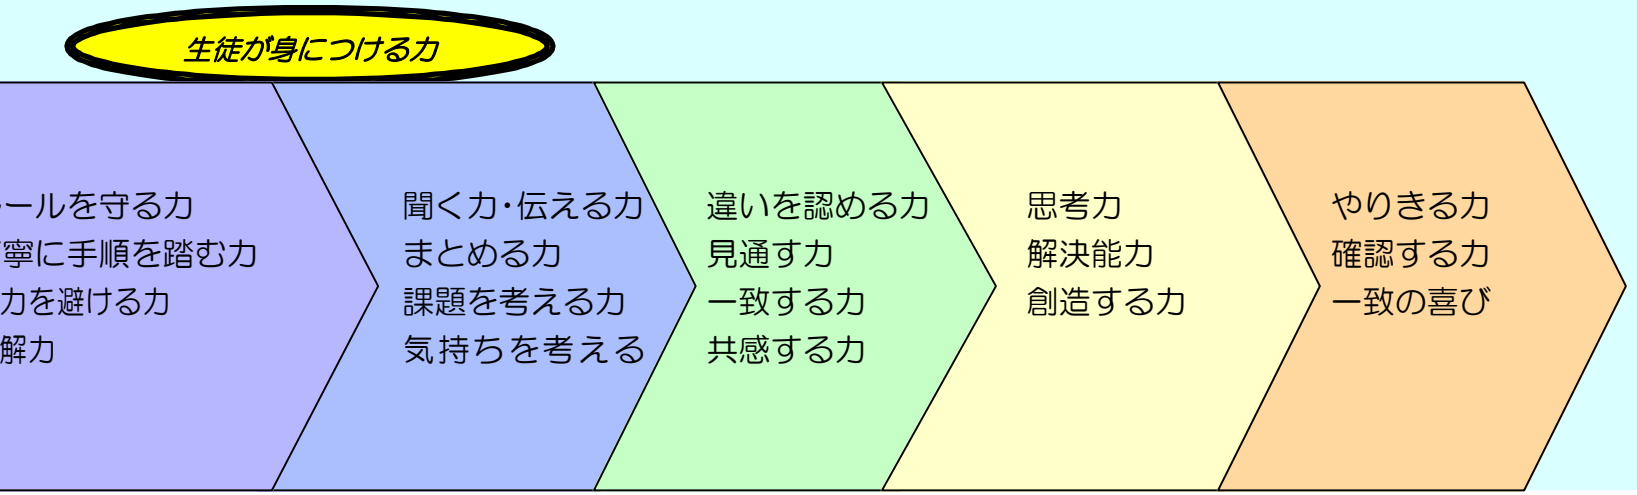 生徒が身につける力
ールを守る力
寧に手順を踏む力
力を避ける力
解力
聞く力・伝える力
まとめる力
課題を考える力
気持ちを考える
違いを認める力
見通す力
一致する力
共感する力
思考力
解決能力
創造する力
やりきる力
確認する力
一致の喜び